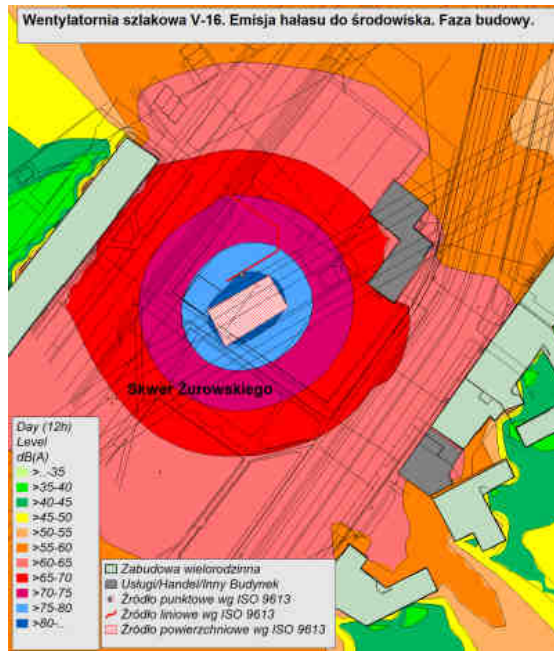 Wentylatornia szlakowa V-16. Emisja hałasu do środowiska. Faza budowy.
Skwer Żurowskiego
Day (12h)
Level
dB(A)
>..-35
>35-40
>40-45
>45-50
>50-55
>55-60
>60-65
>65-70
>70-75
>75-80
>80-..
Zabudowa wielorodzinna
Usługi/Handel/Inny Budynek
Źródło punktowe wg ISO 9613
Źródło liniowe wg ISO 9613
Źródło powierzchniowe wg ISO 9613